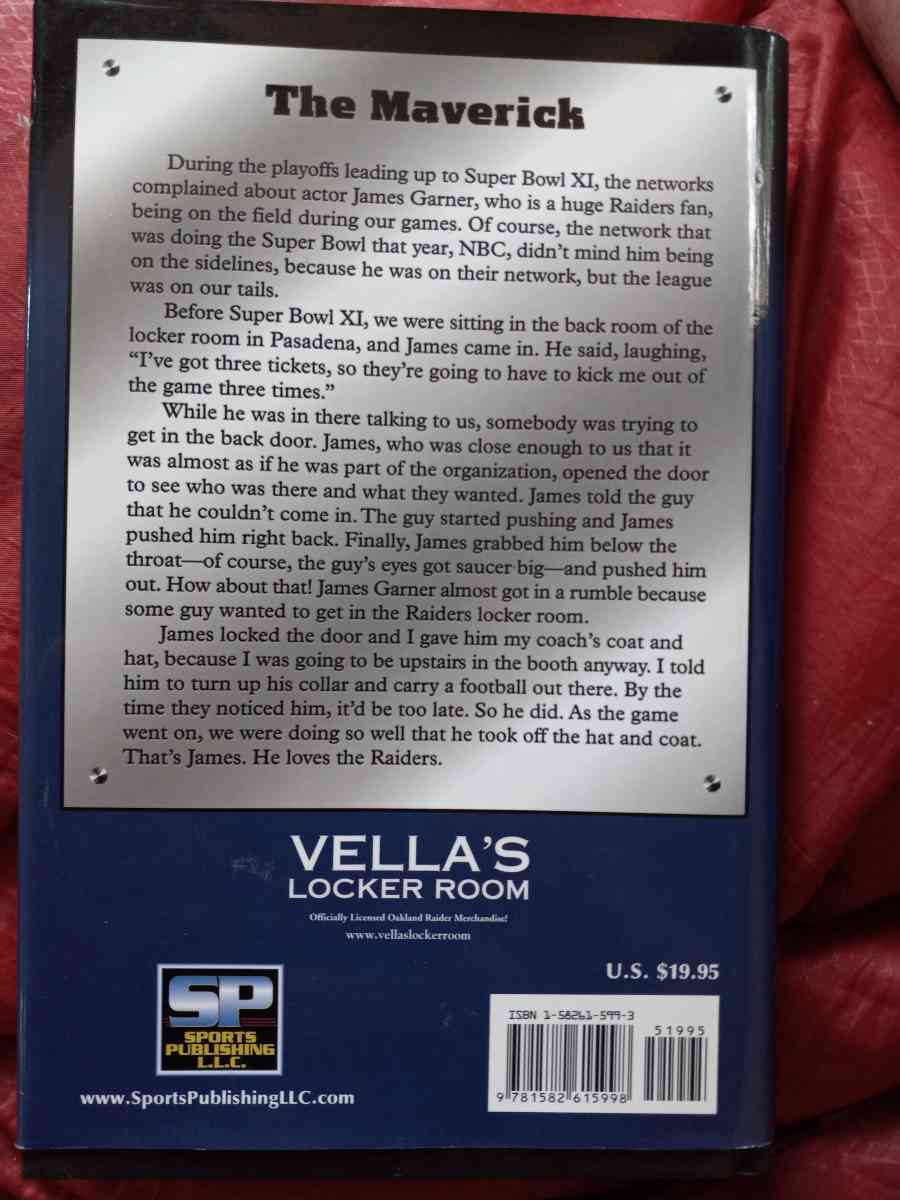 The Maverick
During the playoffs leading up to Super Bowl XI, the networks
complained about actor James Garner, who is a huge Raiders fan,
being on the field during our games. Of course, the network that
was doing the Super Bowl that year, NBC, didn't mind him being
on the sidelines, because he was on their network, but the league
was on our tails.
Before Super Bowl XI, we were sitting in the back room of the
locker room in Pasadena, and James came in. He said, laughing,
“I've got three tickets, so they're going to have to kick me out of
the game three times.”
While he was in there talking to us, somebody was trying to
get in the back door. James, who was close enough to us that it
was almost as if he was part of the organization, opened the door
to see who was there and what they wanted. James told the guy
that he couldn't come in. The guy started pushing and James
pushed him right back. Finally, James grabbed him below the
throat—of course, the guy's eyes got saucer big—and pushed him
out. How about that! James Garner almost got in a rumble because
some guy wanted to get in the Raiders locker room.
James locked the door and I gave him my coach's coat and
hat, because I was going to be upstairs in the booth anyway. I told
him to turn up his collar and carry a football out there. By the
time they noticed him, it'd be too late. So he did. As the game
went on, we were doing so well that he took off the hat and coat.
That's James. He loves the Raiders.
VELLA'S
LOCKER ROOM
Officially Licensed Oakland Raider Merchandise!
www.vellaslockerroom
U.S. $19.95
SP
SPORTS
PUBLISHING
L.L.C.
www.SportsPublishingLLC.com
ISBN 1-58261-599-3
51995
9 781582 615998